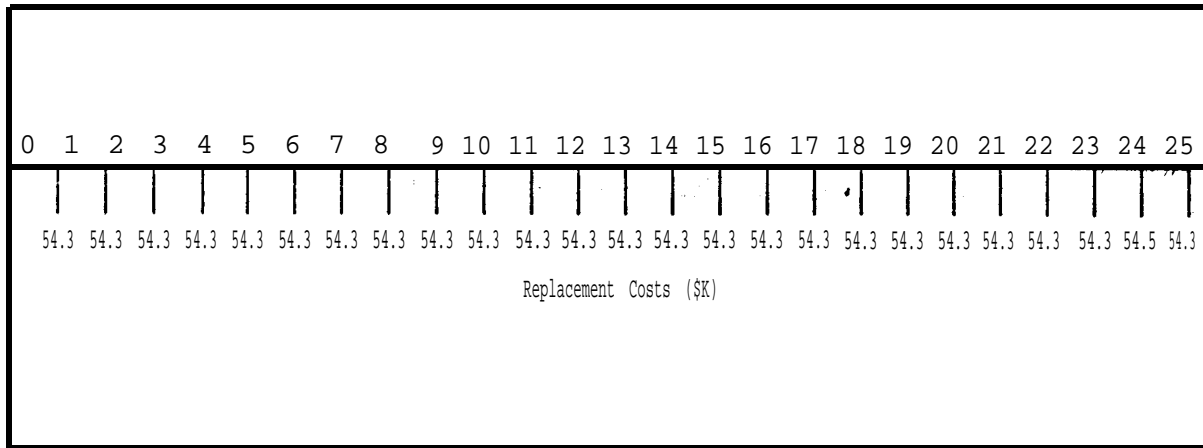 0 1 2 3 4 5 6 7 8 9 10 11 12 13 14 15 16 17 18 19 20 21 22 23 24 25
54.3 54.3 54.3 54.3 54.3 54.3 54.3 54.3 54.3 54.3 54.3 54.3 54.3 54.3 54.3 54.3 54.3 54.3 54.3 54.3 54.3 54.3 54.3 54.5 54.3
Replacement Costs ($K)